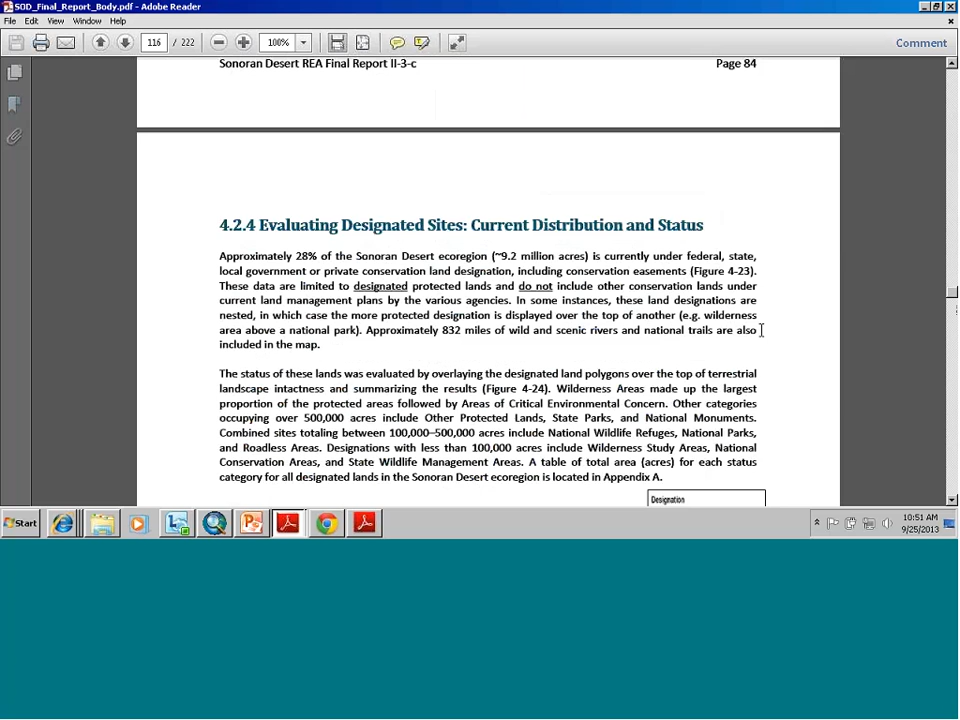 SOD_Final_Report_Body.pdf - Adobe Reader
File Edit View Window Help
116 / 222 100% Comment
Sonoran Desert REA Final Report II-3-c Page 84
4.2.4 Evaluating Designated Sites: Current Distribution and Status
Approximately 28% of the Sonoran Desert ecoregion (~9.2 million acres) is currently under federal, state,
local government or private conservation land designation, including conservation easements (Figure 4-23).
These data are limited to designated protected lands and do not include other conservation lands under
current land management plans by the various agencies. In some instances, these land designations are
nested, in which case the more protected designation is displayed over the top of another (e.g. wilderness
area above a national park). Approximately 832 miles of wild and scenic rivers and national trails are also
included in the map.
The status of these lands was evaluated by overlaying the designated land polygons over the top of terrestrial
landscape intactness and summarizing the results (Figure 4-24). Wilderness Areas made up the largest
proportion of the protected areas followed by Areas of Critical Environmental Concern. Other categories
occupying over 500,000 acres include Other Protected Lands, State Parks, and National Monuments.
Combined sites totaling between 100,000–500,000 acres include National Wildlife Refuges, National Parks,
and Roadless Areas. Designations with less than 100,000 acres include Wilderness Study Areas, National
Conservation Areas, and State Wildlife Management Areas. A table of total area (acres) for each status
category for all designated lands in the Sonoran Desert ecoregion is located in Appendix A.
Designation
Start
10:51 AM
9/25/2013